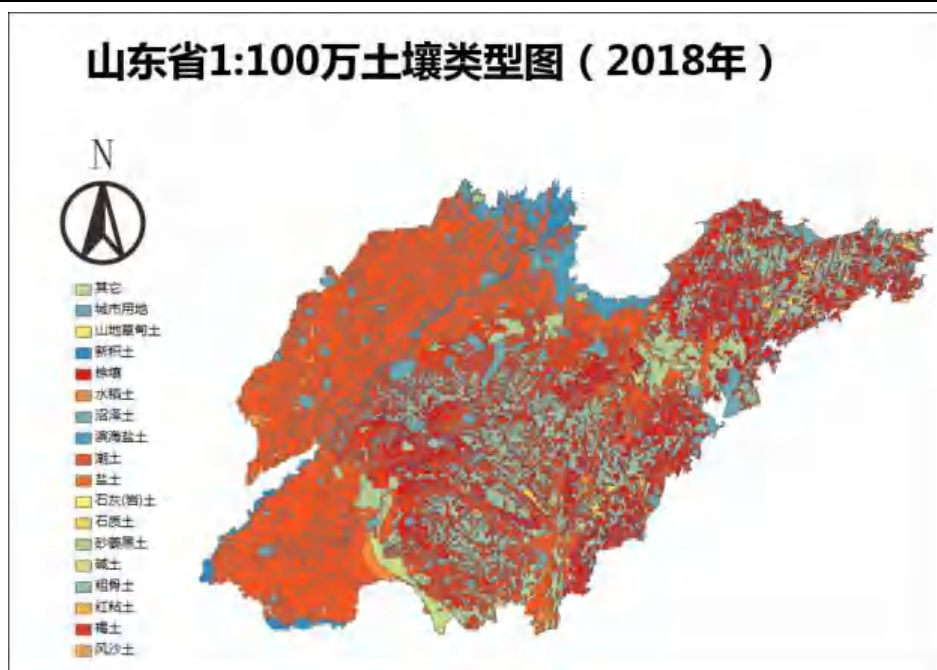 山东省1:100万土壤类型图（2018年）
N
其它
城市用地
山地草甸土
新积土
棕壤
水稻土
沼泽土
滨海盐土
潮土
盐土
石灰(岩)土
石质土
砂姜黑土
碱土
粗骨土
红粘土
褐土
风沙土